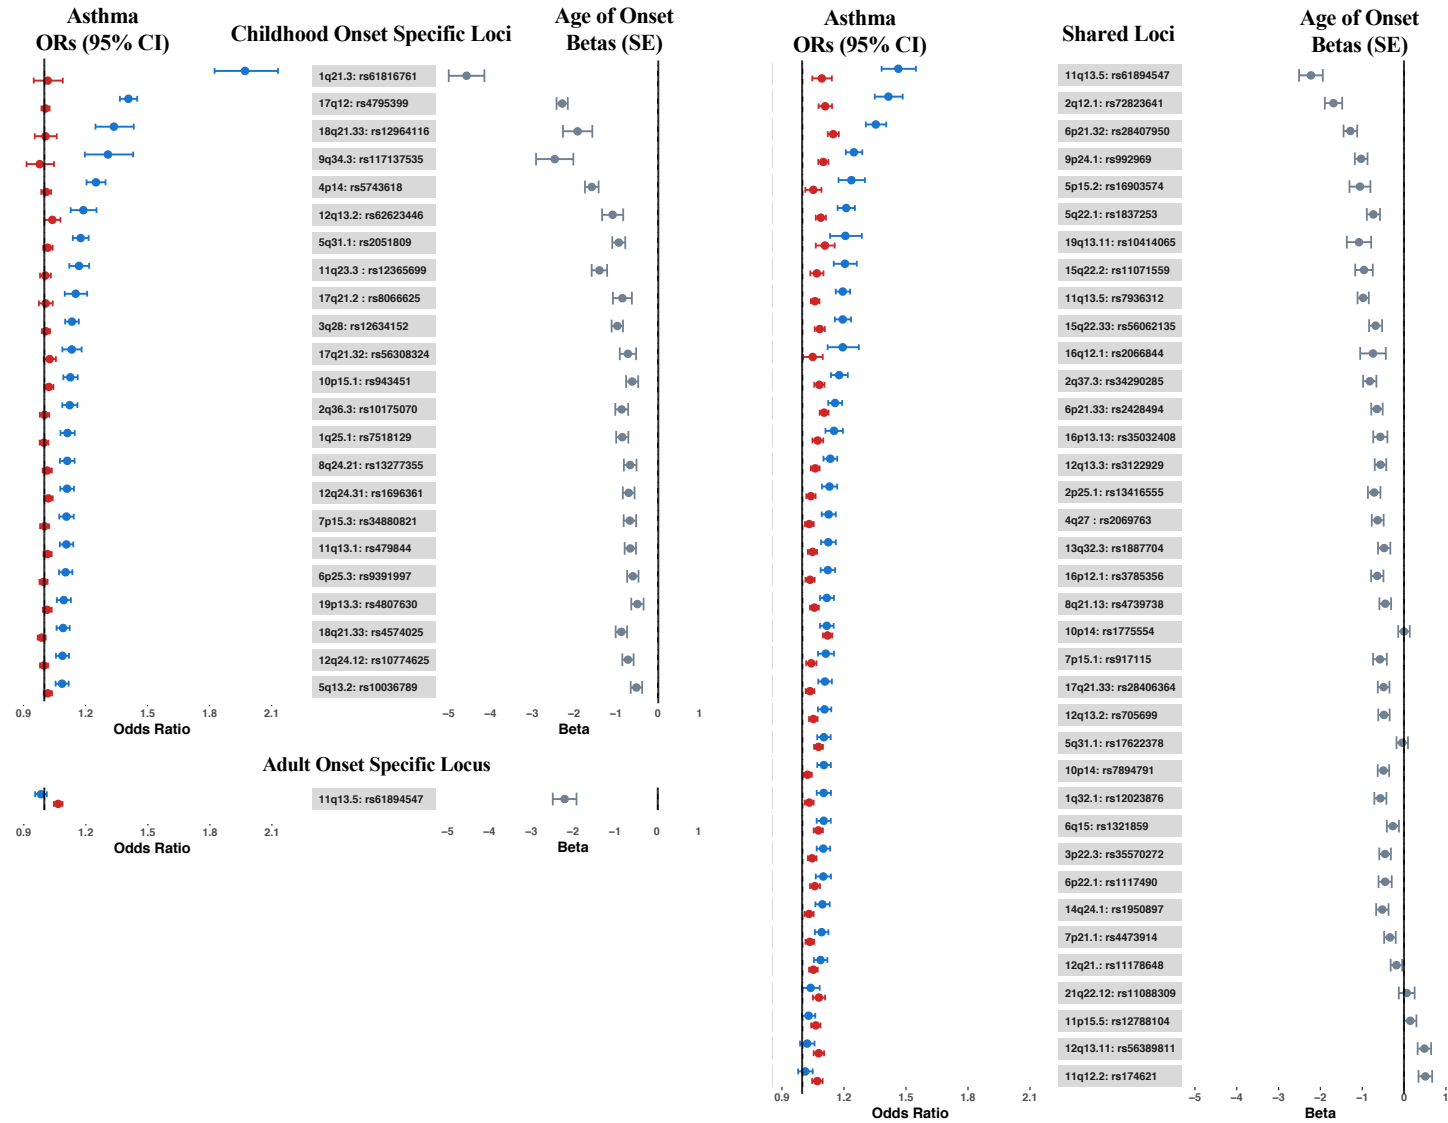 Asthma
ORs (95% CI)
Childhood Onset Specific Loci
Age of Onset
Betas (SE)
1q21.3: rs61816761
17q12: rs4795399
18q21.33: rs12964116
9q34.3: rs117137535
4p14: rs5743618
12q13.2: rs62623446
5q31.1: rs2051809
11q23.3 : rs12365699
17q21.2 : rs8066625
3q28: rs12634152
17q21.32: rs56308324
10p15.1: rs943451
2q36.3: rs10175070
1q25.1: rs7518129
8q24.21: rs13277355
12q24.31: rs1696361
7p15.3: rs34880821
11q13.1: rs479844
6p25.3: rs9391997
19p13.3: rs4807630
18q21.33: rs4574025
12q24.12: rs10774625
5q13.2: rs10036789
0.9 1.2 1.5 1.8 2.1
Odds Ratio
−5 −4 −3 −2 −1 0 1
Beta
Adult Onset Specific Locus
11q13.5: rs61894547
0.9 1.2 1.5 1.8 2.1
Odds Ratio
−5 −4 −3 −2 −1 0 1
Beta
Asthma
ORs (95% CI)
Shared Loci
Age of Onset
Betas (SE)
11q13.5: rs61894547
2q12.1: rs72823641
6p21.32: rs28407950
9p24.1: rs992969
5p15.2: rs16903574
5q22.1: rs1837253
19q13.11: rs10414065
15q22.2: rs11071559
11q13.5: rs7936312
15q22.33: rs56062135
16q12.1: rs2066844
2q37.3: rs34290285
6p21.33: rs2428494
16p13.13: rs35032408
12q13.3: rs3122929
2p25.1: rs13416555
4q27 : rs2069763
13q32.3: rs1887704
16p12.1: rs3785356
8q21.13: rs4739738
10p14: rs1775554
7p15.1: rs917115
17q21.33: rs28406364
12q13.2: rs705699
5q31.1: rs17622378
10p14: rs7894791
1q32.1: rs12023876
6q15: rs1321859
3p22.3: rs35570272
6p22.1: rs1117490
14q24.1: rs1950897
7p21.1: rs4473914
12q21.: rs11178648
21q22.12: rs11088309
11p15.5: rs12788104
12q13.11: rs56389811
11q12.2: rs174621
0.9 1.2 1.5 1.8 2.1
Odds Ratio
−5 −4 −3 −2 −1 0 1
Beta